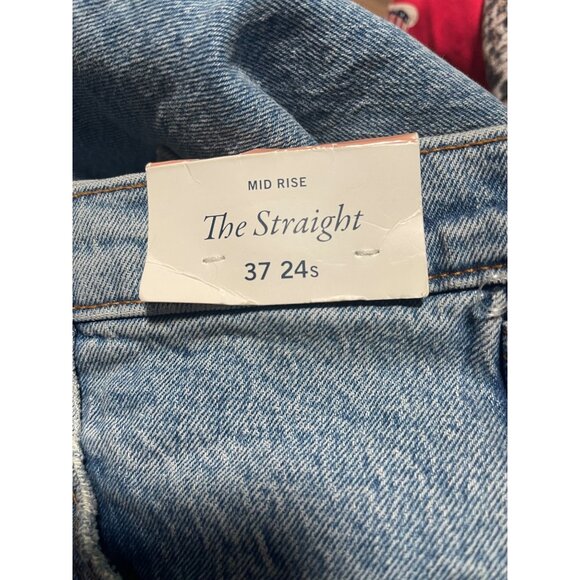 MID RISE
The Straight
37 24s